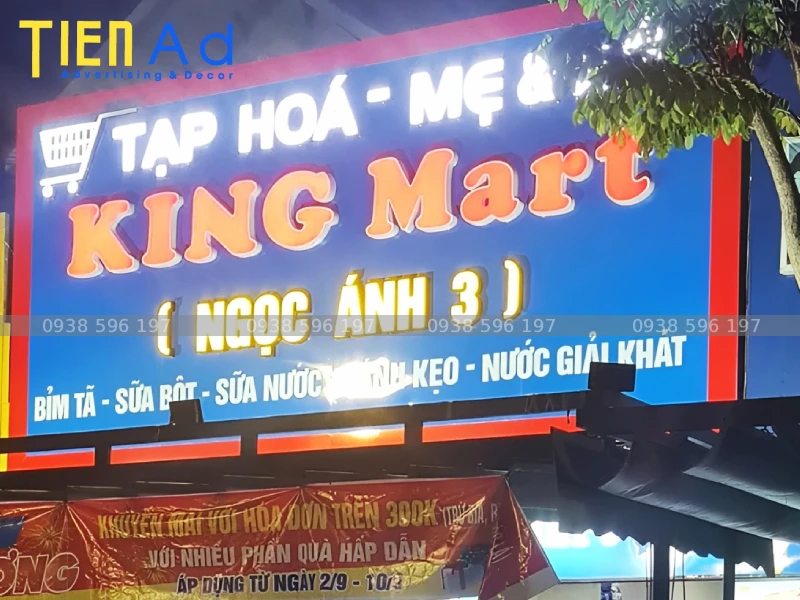 TIEN Ad
Advertising & Decor
TẠP HOÁ - MẸ &
KING Mart
( NGỌC ÁNH 3 )
0938 596 197 0938 596 197 0938 596 197 0938 596 197
BỈM TÃ - SỮA BỘT - SỮA NƯỚC KẸO - NƯỚC GIẢI KHÁT
KHUYẾN MÃI VỚI HÓA ĐƠN TRÊN 300K (TRỪ BIA,
VỚI NHIỀU PHẦN QUÀ HẤP DẪN
ÁP DỤNG TỪ NGÀY 2/9 -